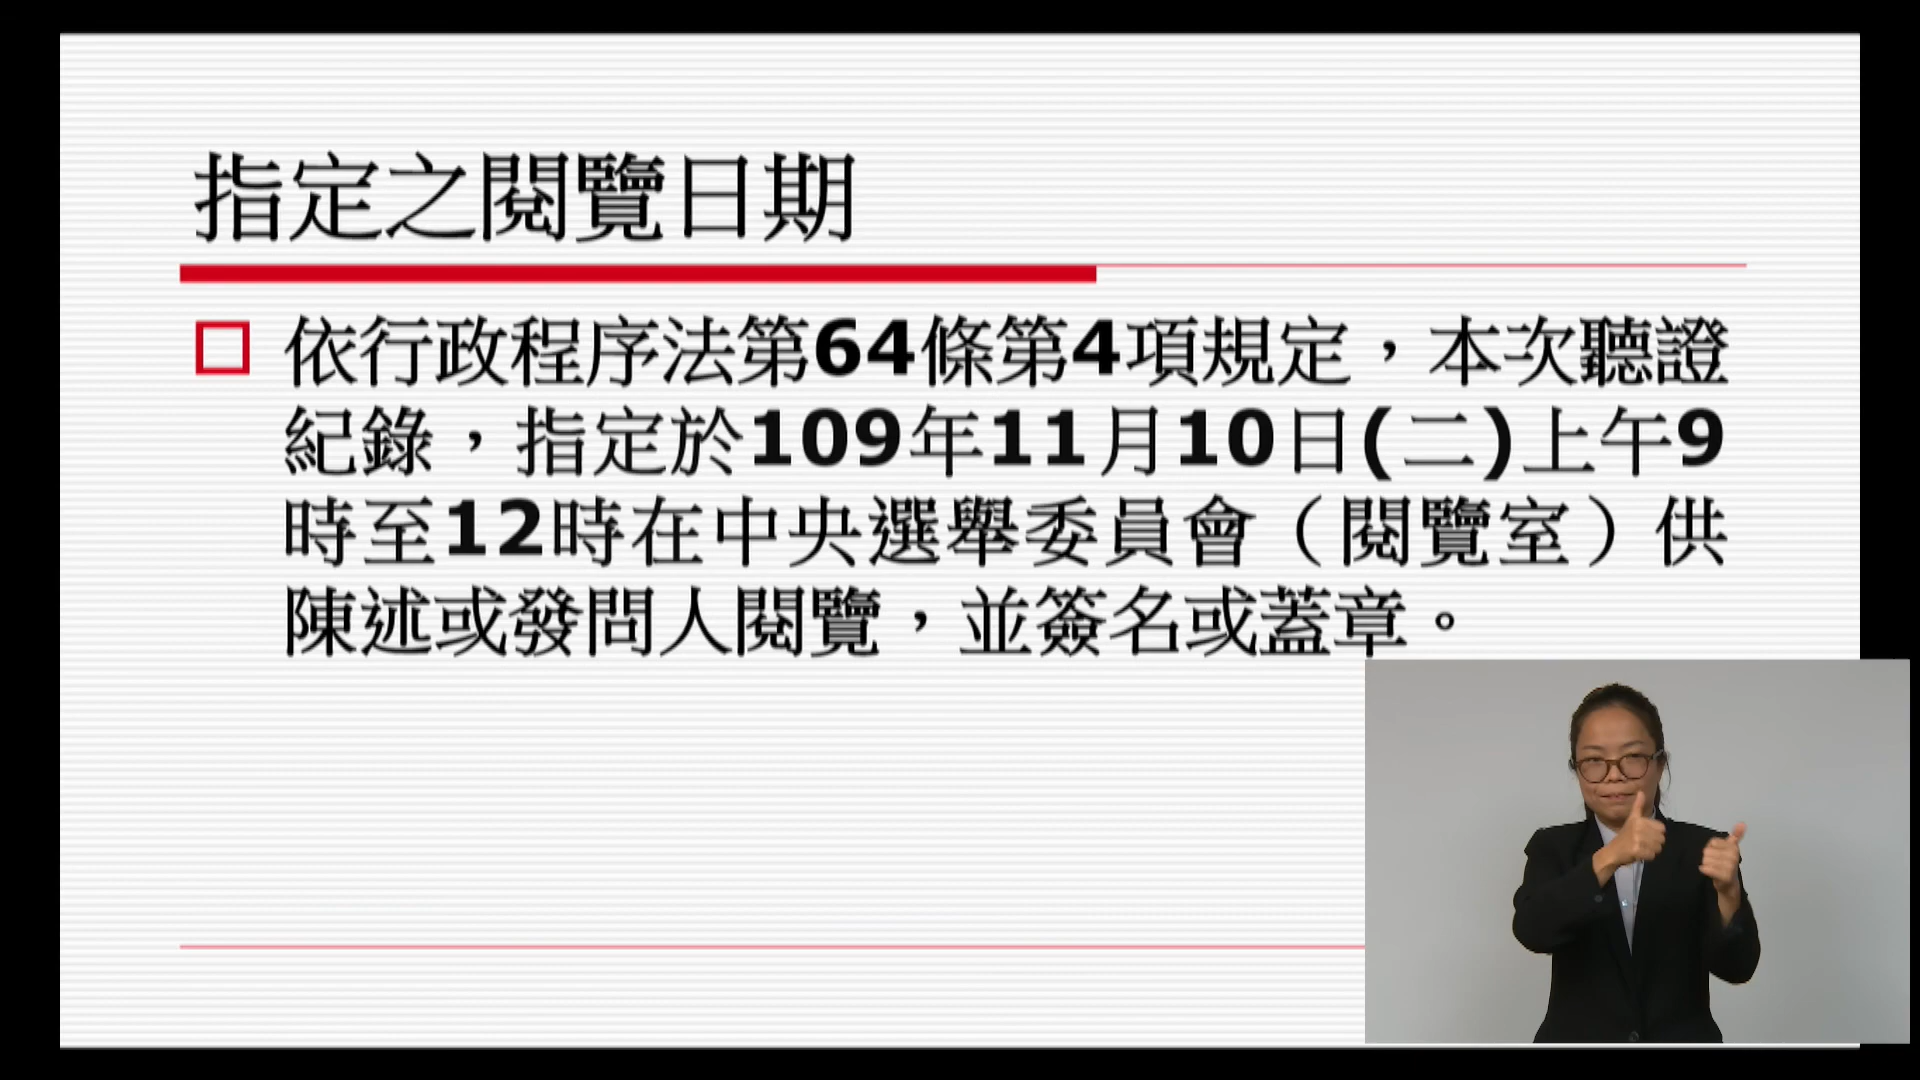 指定之閱覽日期
依行政程序法第64條第4項規定，本次聽證
紀錄，指定於109年11月10日(二)上午9
時至12時在中央選舉委員會（閱覽室）供
陳述或發問人閱覽，並簽名或蓋章。